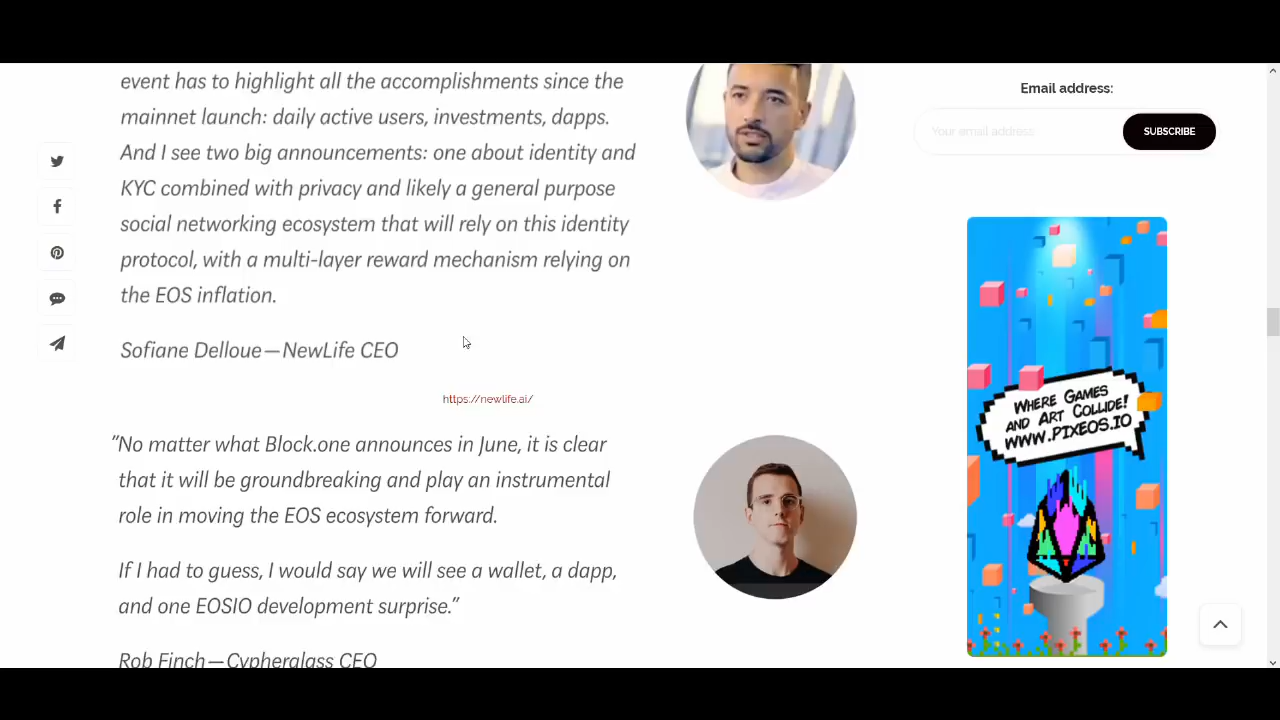 event has to highlight all the accomplishments since the
mainnet launch: daily active users, investments, dapps.
And I see two big announcements: one about identity and
KYC combined with privacy and likely a general purpose
social networking ecosystem that will rely on this identity
protocol, with a multi-layer reward mechanism relying on
the EOS inflation.
Sofiane Delloue—NewLife CEO
https://newlife.ai/
"No matter what Block.one announces in June, it is clear
that it will be groundbreaking and play an instrumental
role in moving the EOS ecosystem forward.
If I had to guess, I would say we will see a wallet, a dapp,
and one EOSIO development surprise.”
Rob Finch—Cypherglass CEO
Email address:
Your email address
SUBSCRIBE
WHERE GAMES
AND ART COLLIDE!
WWW.PIXEOS.IO